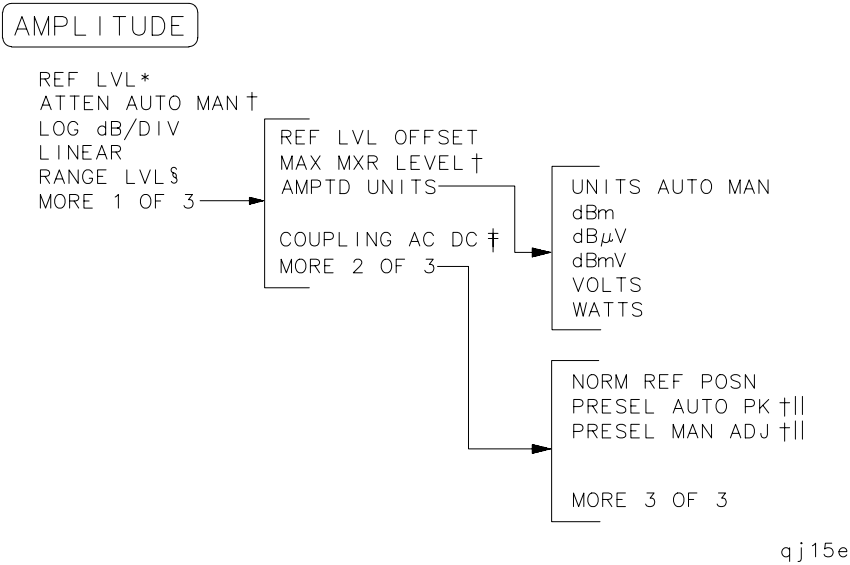 AMPLITUDE
REF LVL*
ATTEN AUTO MAN†
LOG dB/DIV
LINEAR
RANGE LVL§
MORE 1 OF 3
REF LVL OFFSET
MAX MXR LEVEL†
AMPTD UNITS
COUPLING AC DC‡
MORE 2 OF 3
UNITS AUTO MAN
dBm
dBμV
dBmV
VOLTS
WATTS
NORM REF POSN
PRESEL AUTO PK†||
PRESEL MAN ADJ†||
MORE 3 OF 3
qj15e